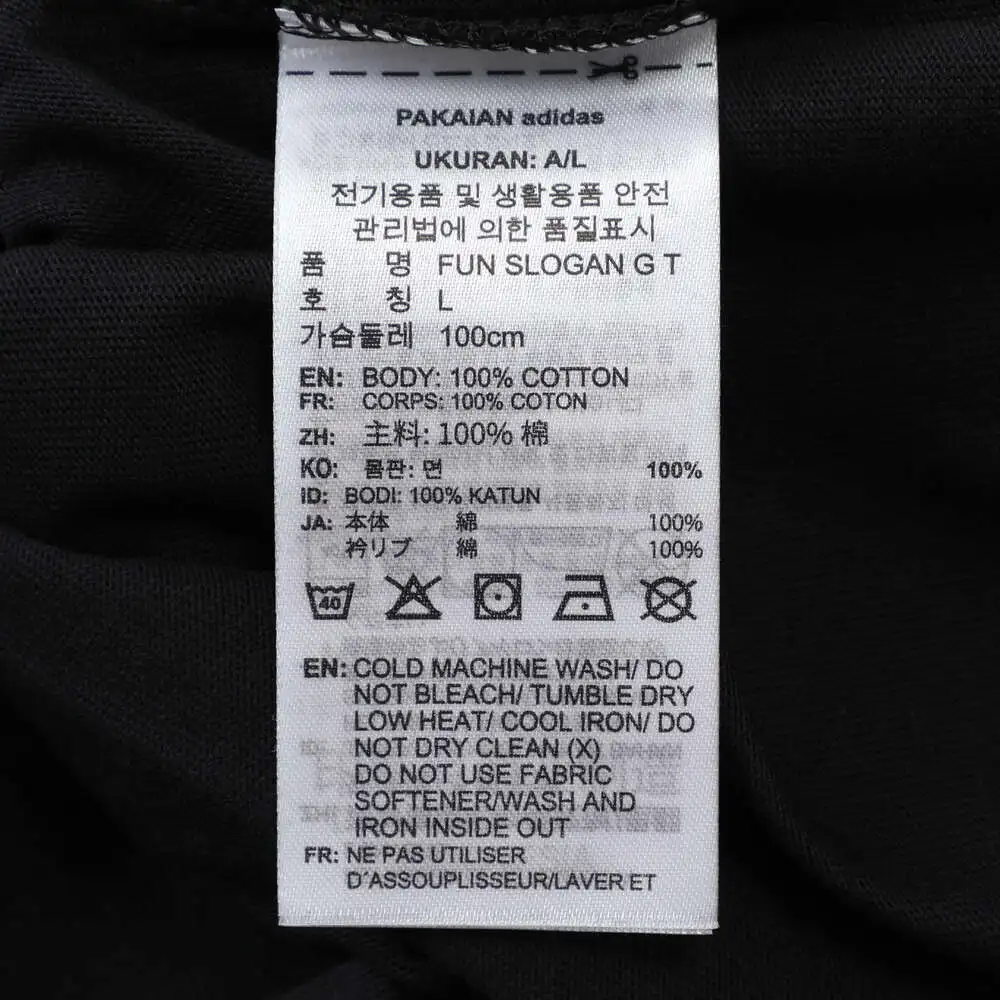 PAKAIAN adidas
UKURAN: A/L
전기용품 및 생활용품 안전
관리법에 의한 품질표시
품 명 FUN SLOGAN G T
호 칭 L
가슴둘레 100cm
EN: BODY: 100% COTTON
FR: CORPS: 100% COTON
ZH: 主料: 100% 棉
KO: 몸판: 면 100%
ID: BODI: 100% KATUN
JA: 本体 綿 100%
衿リブ 綿 100%
40
EN: COLD MACHINE WASH/ DO
NOT BLEACH/ TUMBLE DRY
LOW HEAT/ COOL IRON/ DO
NOT DRY CLEAN (X)
DO NOT USE FABRIC
SOFTENER/WASH AND
IRON INSIDE OUT
FR: NE PAS UTILISER
D´ASSOUPLISSEUR/LAVER ET